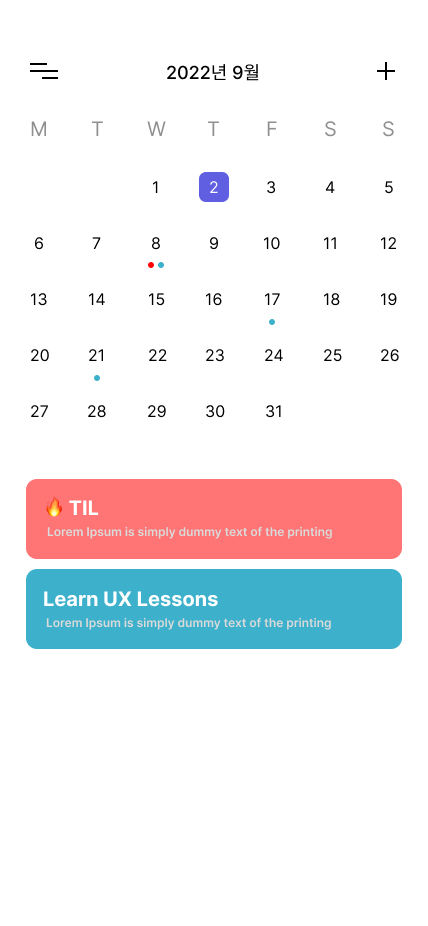 2022년 9월
M T W T F S S
1 2 3 4 5
6 7 8 9 10 11 12
13 14 15 16 17 18 19
20 21 22 23 24 25 26
27 28 29 30 31
🔥 TIL
Lorem Ipsum is simply dummy text of the printing
Learn UX Lessons
Lorem Ipsum is simply dummy text of the printing